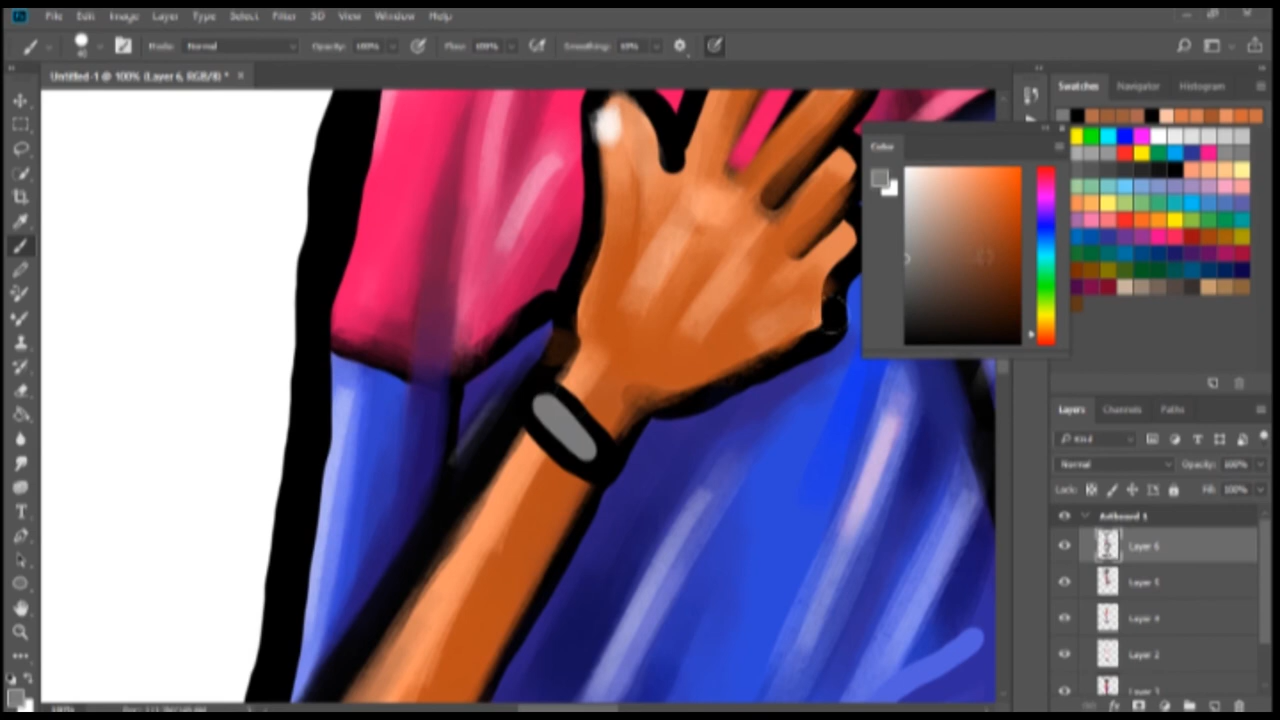 File Edit Image Layer Type Select Filter 3D View Window Help
Mode: Normal Opacity: 100% Flow: 100% Smoothing: 10%
Untitled-1 @ 100% (Layer 6, RGB/8) * ×
Swatches Navigator Histogram
Color
Layers Channels Paths
Kind
Normal Opacity: 100%
Lock: Fill: 100%
Artboard 1
Layer 6
Layer 5
Layer 4
Layer 2
100%